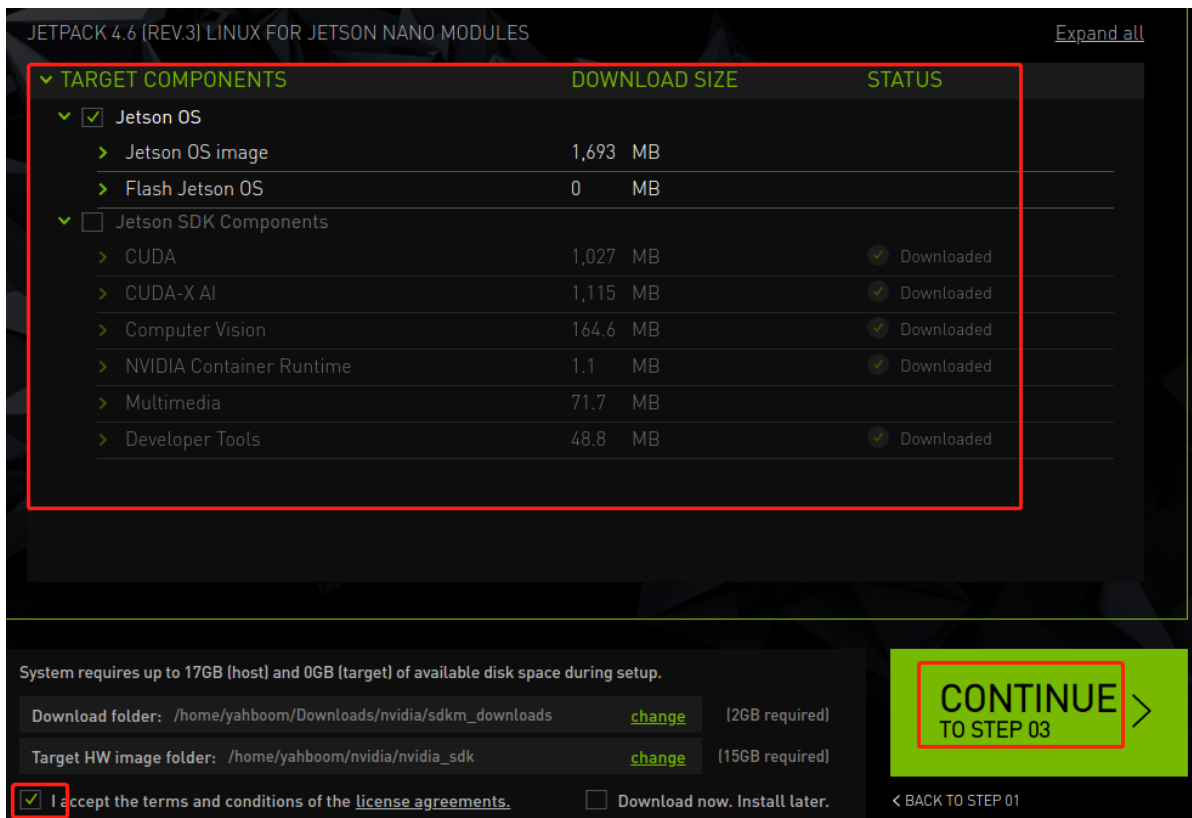 JETPACK 4.6 (REV.3) LINUX FOR JETSON NANO MODULES Expand all
TARGET COMPONENTS DOWNLOAD SIZE STATUS
Jetson OS
Jetson OS image 1,693 MB
Flash Jetson OS 0 MB
Jetson SDK Components
CUDA 1,027 MB Downloaded
CUDA-X AI 1,115 MB Downloaded
Computer Vision 164.6 MB Downloaded
NVIDIA Container Runtime 1.1 MB Downloaded
Multimedia 71.7 MB
Developer Tools 48.8 MB Downloaded
System requires up to 17GB (host) and 0GB (target) of available disk space during setup.
Download folder: /home/yahboom/Downloads/nvidia/sdkm_downloads change (2GB required)
Target HW image folder: /home/yahboom/nvidia/nvidia_sdk change (15GB required)
I accept the terms and conditions of the license agreements. Download now. Install later.
CONTINUE
TO STEP 03
< BACK TO STEP 01